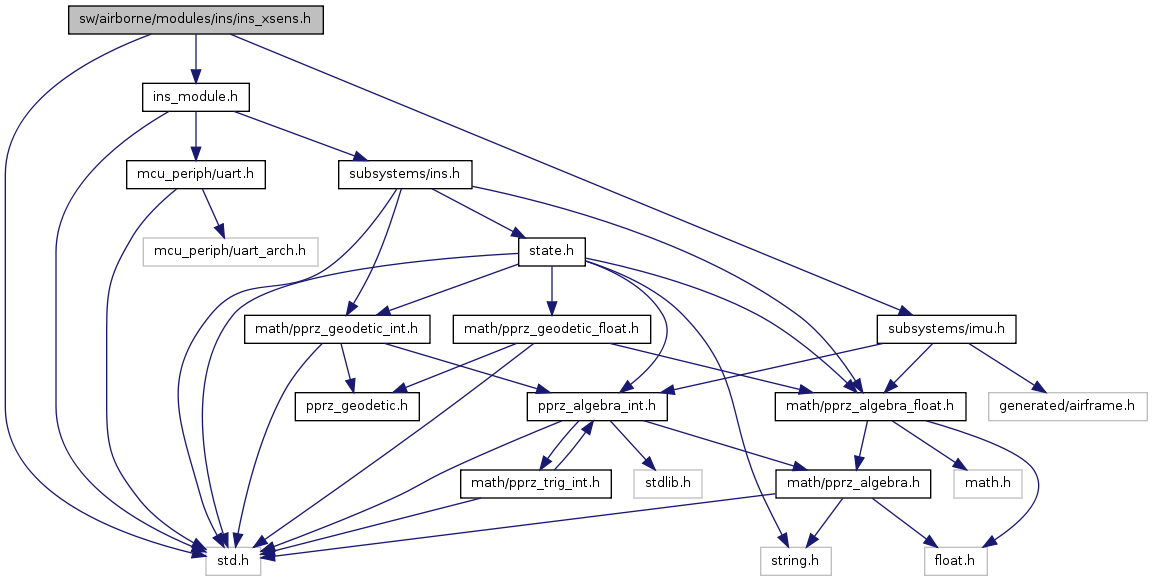 sw/airborne/modules/ins/ins_xsens.h
ins_module.h
mcu_periph/uart.h
subsystems/ins.h
mcu_periph/uart_arch.h
state.h
math/pprz_geodetic_int.h
math/pprz_geodetic_float.h
subsystems/imu.h
pprz_geodetic.h
pprz_algebra_int.h
math/pprz_algebra_float.h
generated/airframe.h
math/pprz_trig_int.h
stdlib.h
math/pprz_algebra.h
math.h
std.h
string.h
float.h